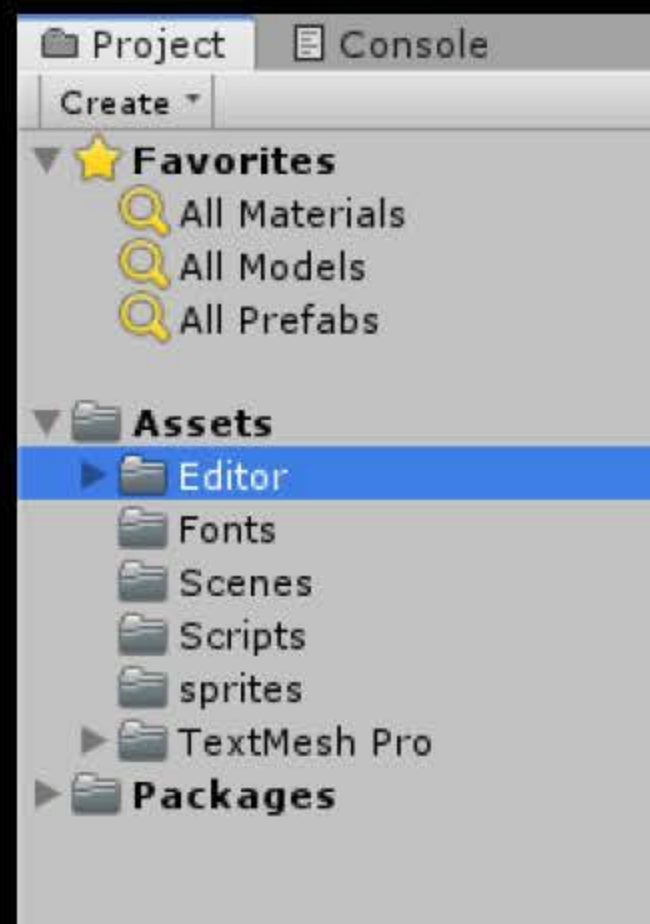 Project Console
Create
Favorites
All Materials
All Models
All Prefabs
Assets
Editor
Fonts
Scenes
Scripts
sprites
TextMesh Pro
Packages